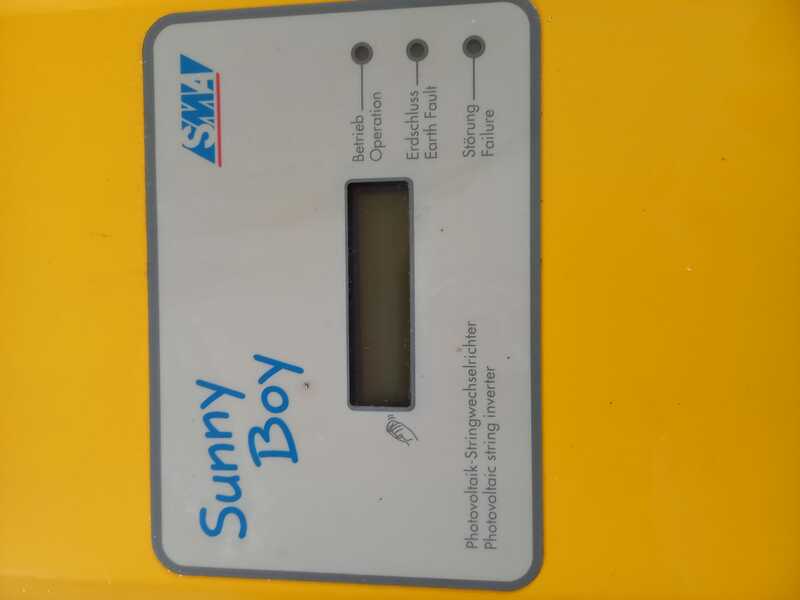 Sunny
Boy
SMA
Betrieb
Operation
Erdschluss
Earth Fault
Störung
Failure
Photovoltaik-Stringwechselrichter
Photovoltaic string inverter